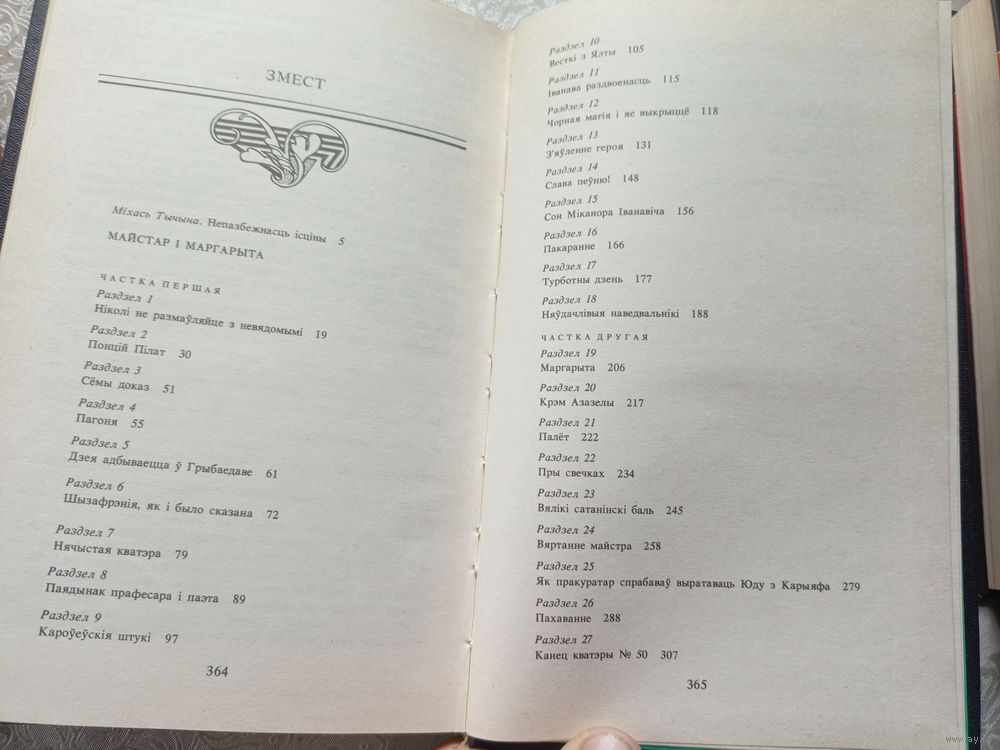 ЗМЕСТ
Міхась Тычына. Непазбежнасць ісціны 5
МАЙСТАР І МАРГАРЫТА
ЧАСТКА ПЕРШАЯ
Раздзел 1
Ніколі не размаўляйце з невядомымі 19
Раздзел 2
Понцій Пілат 30
Раздзел 3
Сёмы доказ 51
Раздзел 4
Пагоня 55
Раздзел 5
Дзея адбываецца ў Грыбаедаве 61
Раздзел 6
Шызафрэнія, як і было сказана 72
Раздзел 7
Нячыстая кватэра 79
Раздзел 8
Паядынак прафесара і паэта 89
Раздзел 9
Кароўеўскія штукі 97
364
Раздзел 10
Весткі з Ялты 105
Раздзел 11
Іванава раздвоенасць 115
Раздзел 12
Чорная магія і яе выкрыццё 118
Раздзел 13
З'яўленне героя 131
Раздзел 14
Слава пеўню! 148
Раздзел 15
Сон Міканора Іванавіча 156
Раздзел 16
Пакаранне 166
Раздзел 17
Турботны дзень 177
Раздзел 18
Няўдачлівыя наведвальнікі 188
ЧАСТКА ДРУГАЯ
Раздзел 19
Маргарыта 206
Раздзел 20
Крэм Азазелы 217
Раздзел 21
Палёт 222
Раздзел 22
Пры свечках 234
Раздзел 23
Вялікі сатанінскі баль 245
Раздзел 24
Вяртанне майстра 258
Раздзел 25
Як пракуратар спрабаваў выратаваць Юду з Карыяфа 279
Раздзел 26
Пахаванне 288
Раздзел 27
Канец кватэры № 50 307
365